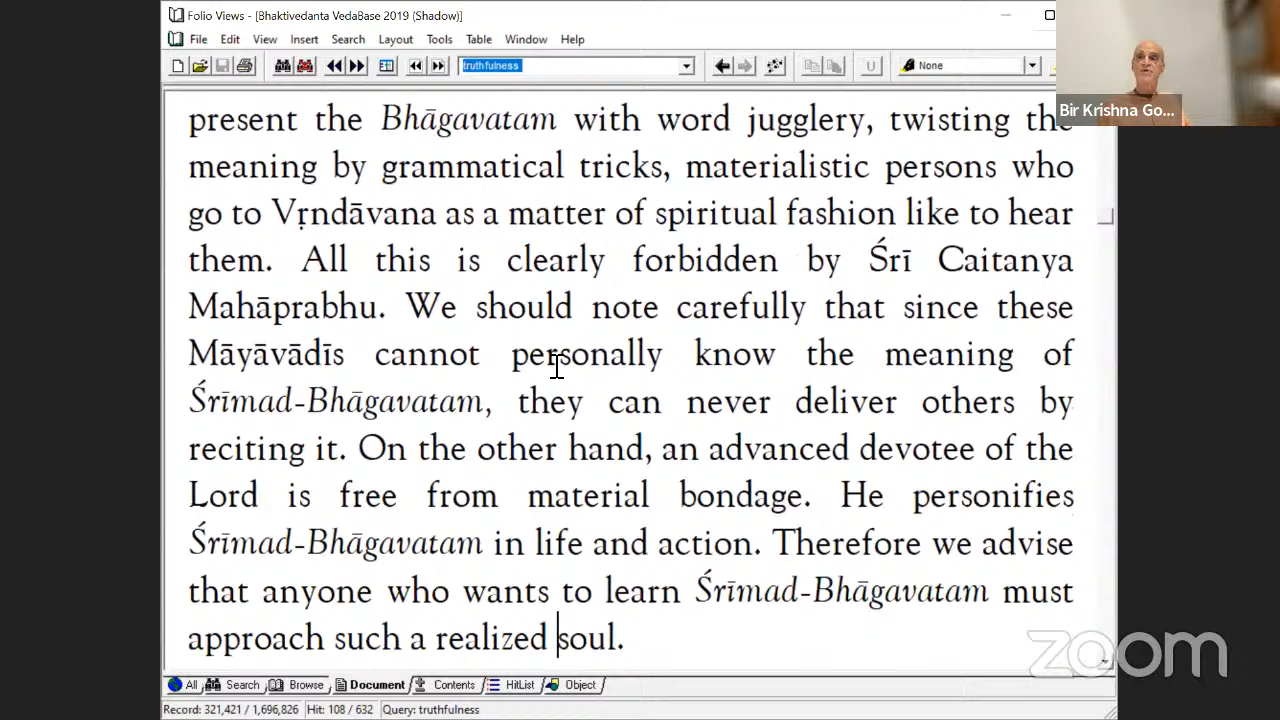 Folio Views - [Bhaktivedanta VedaBase 2019 (Shadow)]
File Edit View Insert Search Layout Tools Table Window Help
truthfulness
U
None
Bir Krishna Go...
present the Bhāgavatam with word jugglery, twisting the
meaning by grammatical tricks, materialistic persons who
go to Vṛndāvana as a matter of spiritual fashion like to hear
them. All this is clearly forbidden by Śrī Caitanya
Mahāprabhu. We should note carefully that since these
Māyāvādīs cannot personally know the meaning of
Śrīmad-Bhāgavatam, they can never deliver others by
reciting it. On the other hand, an advanced devotee of the
Lord is free from material bondage. He personifies
Śrīmad-Bhāgavatam in life and action. Therefore we advise
that anyone who wants to learn Śrīmad-Bhāgavatam must
approach such a realized soul.
zoom
All Search Browse Document Contents HitList Object
Record: 321,421 / 1,696,826 Hit: 108 / 632 Query: truthfulness